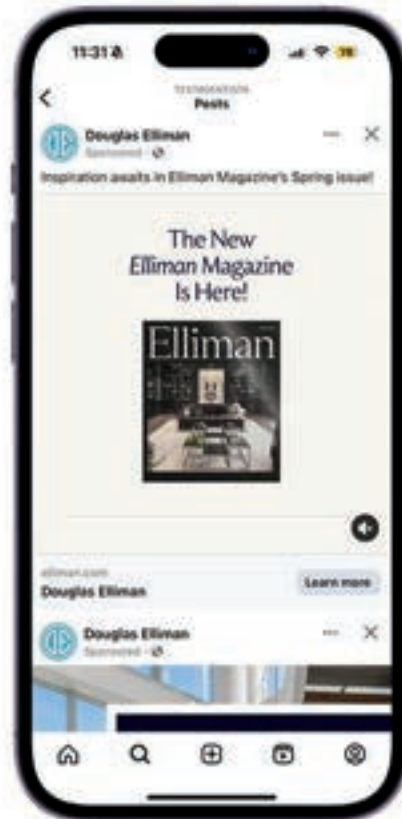 11:31
78
Posts
Douglas Elliman
Sponsored
Inspiration awaits in Elliman Magazine's Spring issue!
The New
Elliman Magazine
Is Here!
Elliman
elliman.com
Douglas Elliman
Learn more
Douglas Elliman
Sponsored